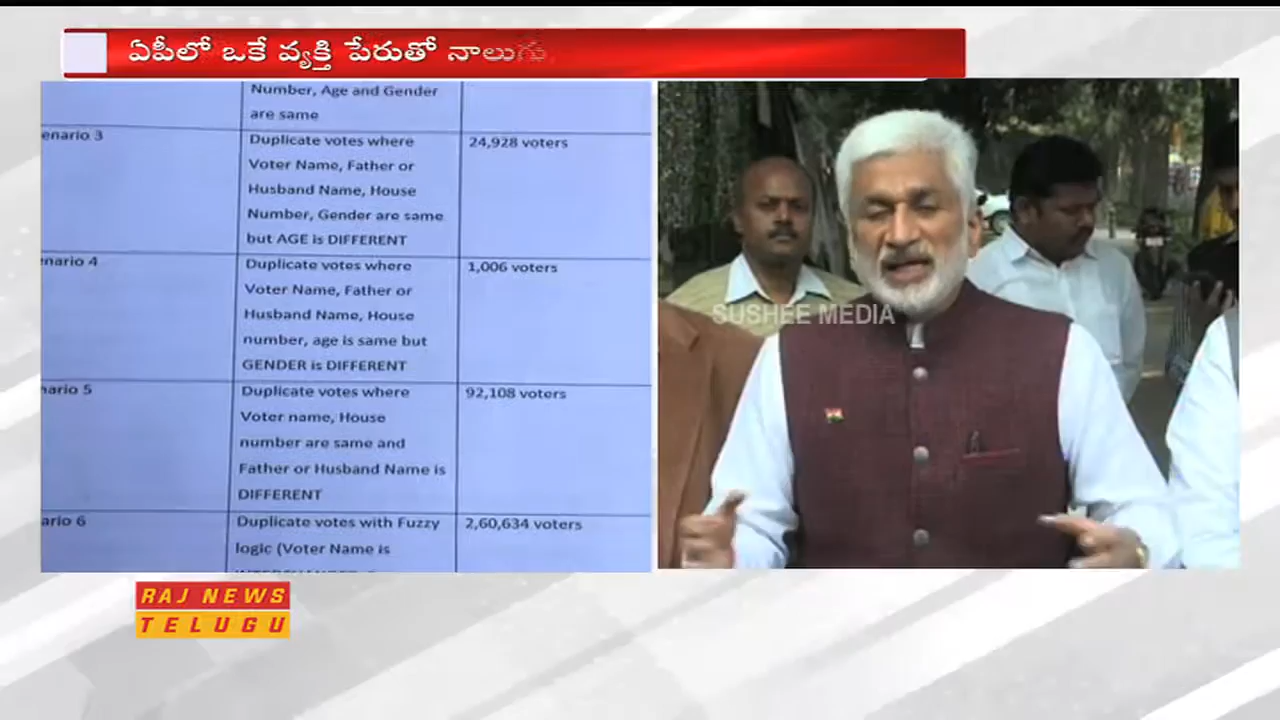 ఏపీలో ఒకే వ్యక్తి పేరుతో నాలుగు
Number, Age and Gender
are same
enario 3
Duplicate votes where
Voter Name, Father or
Husband Name, House
Number, Gender are same
but AGE is DIFFERENT
24,928 voters
nario 4
Duplicate votes where
Voter Name, Father or
Husband Name, House
number, age is same but
GENDER is DIFFERENT
1,006 voters
nario 5
Duplicate votes where
Voter name, House
number are same and
Father or Husband Name is
DIFFERENT
92,108 voters
ario 6
Duplicate votes with Fuzzy
logic (Voter Name is
2,60,634 voters
SUSHEE MEDIA
RAJ NEWS
TELUGU